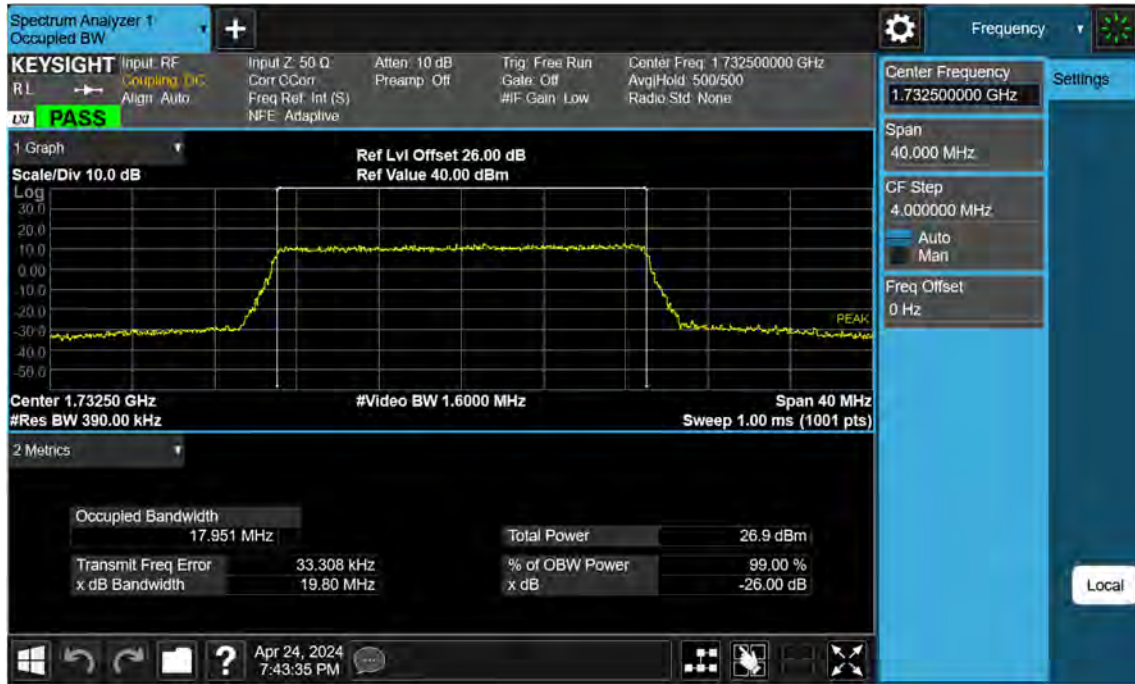 Spectrum Analyzer 1
Occupied BW
Frequency
KEYSIGHT
Input: RF
Coupling: DC
Align: Auto
Input Z: 50 Ω
Corr CCorr
Freq Ref: Int (S)
NFE: Adaptive
Atten: 10 dB
Preamp: Off
Trig: Free Run
Gate: Off
#IF Gain: Low
Center Freq: 1.732500000 GHz
Avg|Hold: 500/500
Radio Std: None
R L
LXI
PASS
Center Frequency
1.732500000 GHz
Settings
Span
40.000 MHz
CF Step
4.000000 MHz
Auto
Man
Freq Offset
0 Hz
1 Graph
Scale/Div 10.0 dB
Ref Lvl Offset 26.00 dB
Ref Value 40.00 dBm
Log
30.0
20.0
10.0
0.00
-10.0
-20.0
-30.0
-40.0
-50.0
PEAK
Center 1.73250 GHz
#Video BW 1.6000 MHz
Span 40 MHz
#Res BW 390.00 kHz
Sweep 1.00 ms (1001 pts)
2 Metrics
Occupied Bandwidth
17.951 MHz
Total Power 26.9 dBm
Transmit Freq Error 33.308 kHz
% of OBW Power 99.00 %
x dB Bandwidth 19.80 MHz
x dB -26.00 dB
Local
Apr 24, 2024
7:43:35 PM